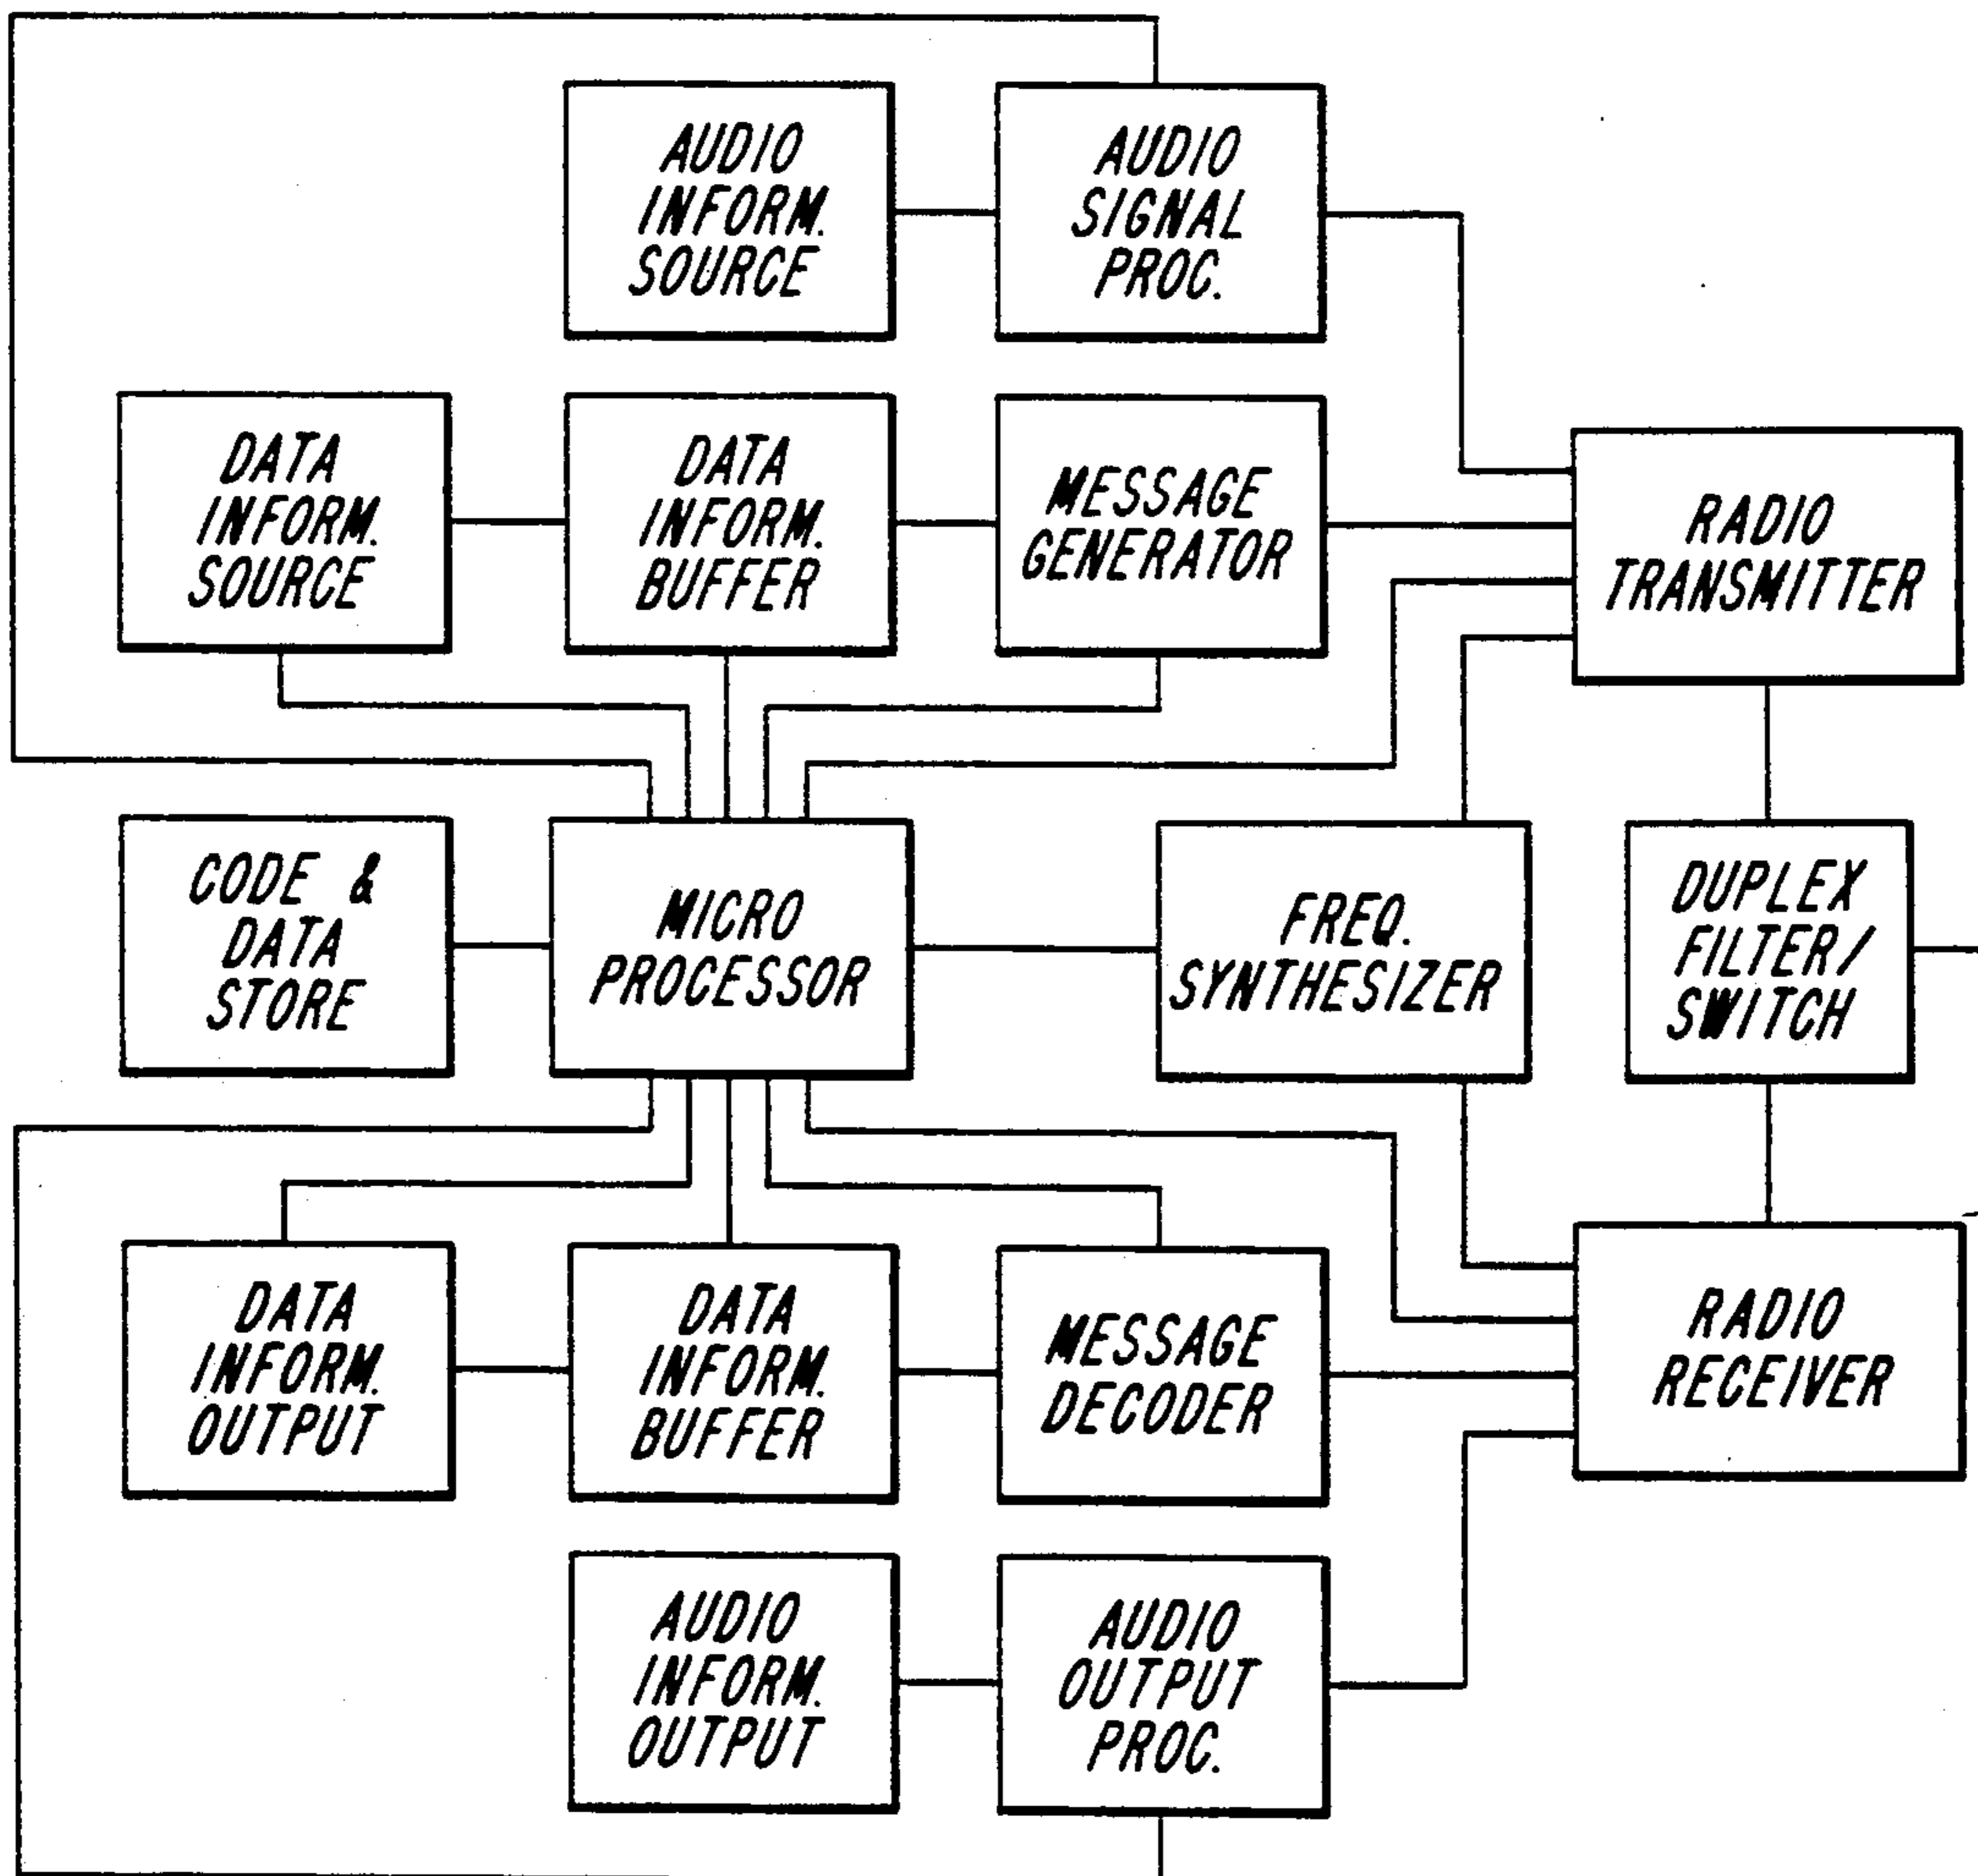 AUDIO
INFORM.
SOURCE
AUDIO
SIGNAL
PROC.
DATA
INFORM.
SOURCE
DATA
INFORM.
BUFFER
MESSAGE
GENERATOR
RADIO
TRANSMITTER
CODE &
DATA
STORE
MICRO
PROCESSOR
FREQ.
SYNTHESIZER
DUPLEX
FILTER/
SWITCH
DATA
INFORM.
OUTPUT
DATA
INFORM.
BUFFER
MESSAGE
DECODER
RADIO
RECEIVER
AUDIO
INFORM.
OUTPUT
AUDIO
OUTPUT
PROC.